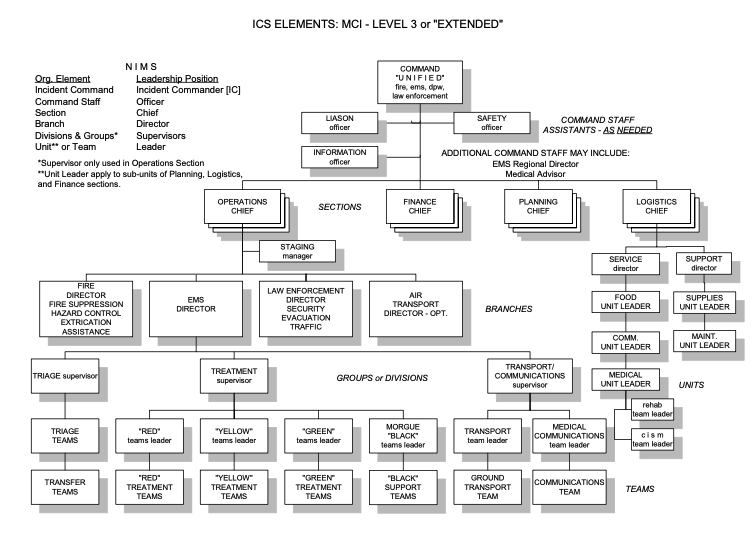 ICS ELEMENTS: MCI - LEVEL 3 or "EXTENDED"
N I M S
Org. Element Leadership Position
Incident Command Incident Commander [IC]
Command Staff Officer
Section Chief
Branch Director
Divisions & Groups* Supervisors
Unit** or Team Leader
*Supervisor only used in Operations Section
**Unit Leader apply to sub-units of Planning, Logistics,
and Finance sections.
COMMAND
"U N I F I E D"
fire, ems, dpw,
law enforcement
LIASON
officer
SAFETY
officer
COMMAND STAFF
ASSISTANTS - AS NEEDED
INFORMATION
officer
ADDITIONAL COMMAND STAFF MAY INCLUDE:
EMS Regional Director
Medical Advisor
OPERATIONS
CHIEF
SECTIONS
FINANCE
CHIEF
PLANNING
CHIEF
LOGISTICS
CHIEF
STAGING
manager
SERVICE
director
SUPPORT
director
FIRE
DIRECTOR
FIRE SUPPRESSION
HAZARD CONTROL
EXTRICATION
ASSISTANCE
EMS
DIRECTOR
LAW ENFORCEMENT
DIRECTOR
SECURITY
EVACUATION
TRAFFIC
AIR
TRANSPORT
DIRECTOR - OPT.
BRANCHES
FOOD
UNIT LEADER
SUPPLIES
UNIT LEADER
COMM.
UNIT LEADER
MAINT.
UNIT LEADER
TRIAGE supervisor
TREATMENT
supervisor
GROUPS or DIVISIONS
TRANSPORT/
COMMUNICATIONS
supervisor
MEDICAL
UNIT LEADER
UNITS
rehab
team leader
c i s m
team leader
TRIAGE
TEAMS
"RED"
teams leader
"YELLOW"
teams leader
"GREEN"
teams leader
MORGUE
"BLACK"
teams leader
TRANSPORT
team leader
MEDICAL
COMMUNICATIONS
team leader
TRANSFER
TEAMS
"RED"
TREATMENT
TEAMS
"YELLOW"
TREATMENT
TEAMS
"GREEN"
TREATMENT
TEAMS
"BLACK"
SUPPORT
TEAMS
GROUND
TRANSPORT
TEAM
COMMUNICATIONS
TEAM
TEAMS